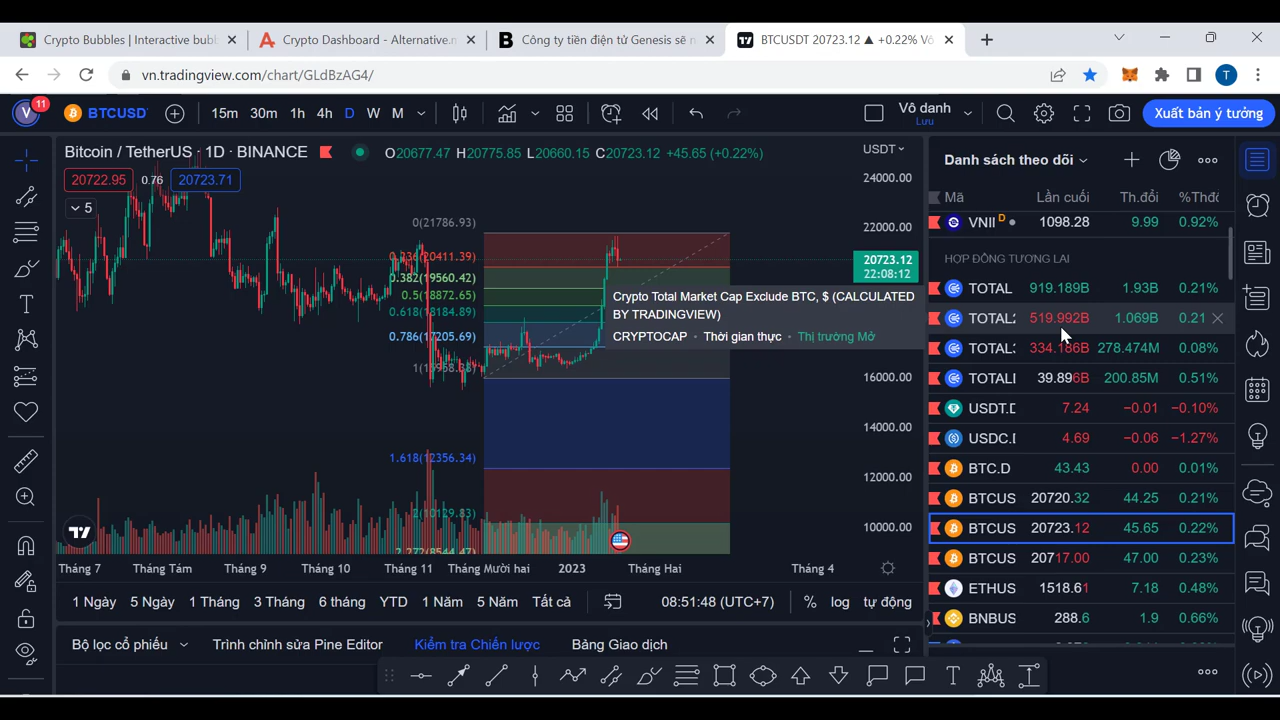 Crypto Bubbles | Interactive bubb
Crypto Dashboard - Alternative.n
Công ty tiền điện tử Genesis sẽ n
BTCUSDT 20723.12 ▲ +0.22% Vô
vn.tradingview.com/chart/GLdBzAG4/
T
V
11
BTCUSD
15m 30m 1h 4h D W M
Vô danh
Lưu
Xuất bản ý tưởng
Bitcoin / TetherUS · 1D · BINANCE
O20677.47 H20775.85 L20660.15 C20723.12 +45.65 (+0.22%)
USDT
20722.95 0.76 20723.71
5
0(21786.93)
0.236(20411.39)
0.382(19560.42)
0.5(18872.65)
0.618(18184.89)
0.786(17205.69)
1.618(12356.34)
2(10129.83)
2.272(8544.47)
24000.00
22000.00
20723.12
22:08:12
16000.00
14000.00
12000.00
10000.00
Crypto Total Market Cap Exclude BTC, $ (CALCULATED
BY TRADINGVIEW)
CRYPTOCAP • Thời gian thực • Thị trường Mở
Tháng 7 Tháng Tám Tháng 9 Tháng 10 Tháng 11 Tháng Mười hai 2023 Tháng Hai Tháng 4
1 Ngày 5 Ngày 1 Tháng 3 Tháng 6 tháng YTD 1 Năm 5 Năm Tất cả
08:51:48 (UTC+7) % log tự động
Bộ lọc cổ phiếu Trình chỉnh sửa Pine Editor Kiểm tra Chiến lược Bảng Giao dịch
Danh sách theo dõi
Mã Lần cuối Th.đổi %Thđ
VNII D 1098.28 9.99 0.92%
HỢP ĐỒNG TƯƠNG LAI
TOTAL 919.189B 1.93B 0.21%
TOTAL2 519.992B 1.069B 0.21
TOTAL3 334.186B 278.474M 0.08%
TOTALI 39.896B 200.85M 0.51%
USDT.D 7.24 −0.01 −0.10%
USDC.D 4.69 −0.06 −1.27%
BTC.D 43.43 0.00 0.01%
BTCUS 20720.32 44.25 0.21%
BTCUS 20723.12 45.65 0.22%
BTCUS 20717.00 47.00 0.23%
ETHUS 1518.61 7.18 0.48%
BNBUS 288.6 1.9 0.66%